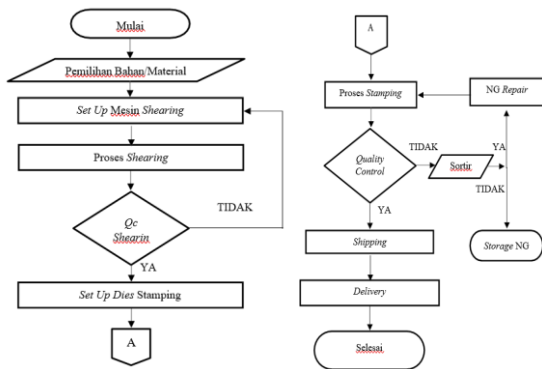 Mulai
Pemilihan Bahan/Material
Set Up Mesin Shearing
Proses Shearing
Qc
Shearin
TIDAK
YA
Set Up Dies Stamping
A
A
Proses Stamping
NG Repair
Quality
Control
TIDAK
Sortir
YA
TIDAK
YA
Storage NG
Shipping
Delivery
Selesai